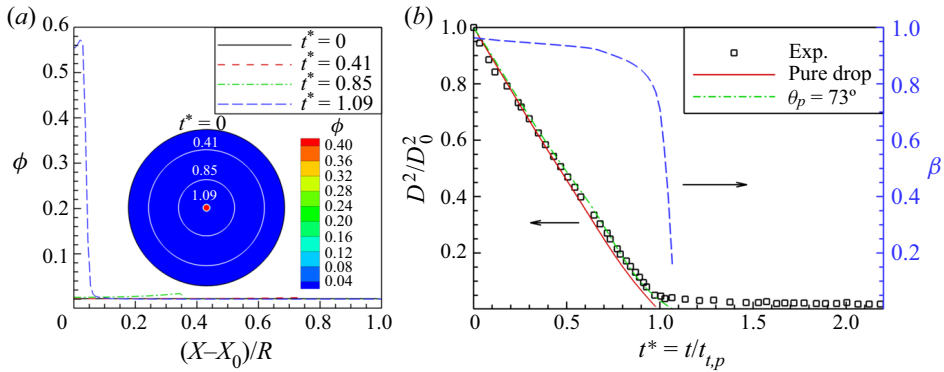 (a)
0.6
0.5
0.4
0.3
0.2
0.1
ϕ
t* = 0
t* = 0.41
t* = 0.85
t* = 1.09
t* = 0
0.41
0.85
1.09
ϕ
0.40
0.36
0.32
0.28
0.24
0.20
0.16
0.12
0.08
0.04
0 0.2 0.4 0.6 0.8 1.0
(X–X₀)/R
(b)
1.0
0.8
0.6
0.4
0.2
D²/D₀²
Exp.
Pure drop
θₚ = 73º
1.0
0.8
0.6
0.4
0.2
β
0 0.5 1.0 1.5 2.0
t* = t/tₜ,ₚ